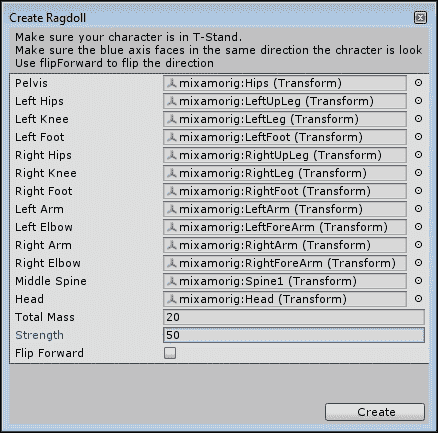 Create Ragdoll
Make sure your character is in T-Stand.
Make sure the blue axis faces in the same direction the chracter is look
Use flipForward to flip the direction
Pelvis mixamorig:Hips (Transform)
Left Hips mixamorig:LeftUpLeg (Transform)
Left Knee mixamorig:LeftLeg (Transform)
Left Foot mixamorig:LeftFoot (Transform)
Right Hips mixamorig:RightUpLeg (Transform)
Right Knee mixamorig:RightLeg (Transform)
Right Foot mixamorig:RightFoot (Transform)
Left Arm mixamorig:LeftArm (Transform)
Left Elbow mixamorig:LeftForeArm (Transform)
Right Arm mixamorig:RightArm (Transform)
Right Elbow mixamorig:RightForeArm (Transform)
Middle Spine mixamorig:Spine1 (Transform)
Head mixamorig:Head (Transform)
Total Mass 20
Strength 50
Flip Forward
Create